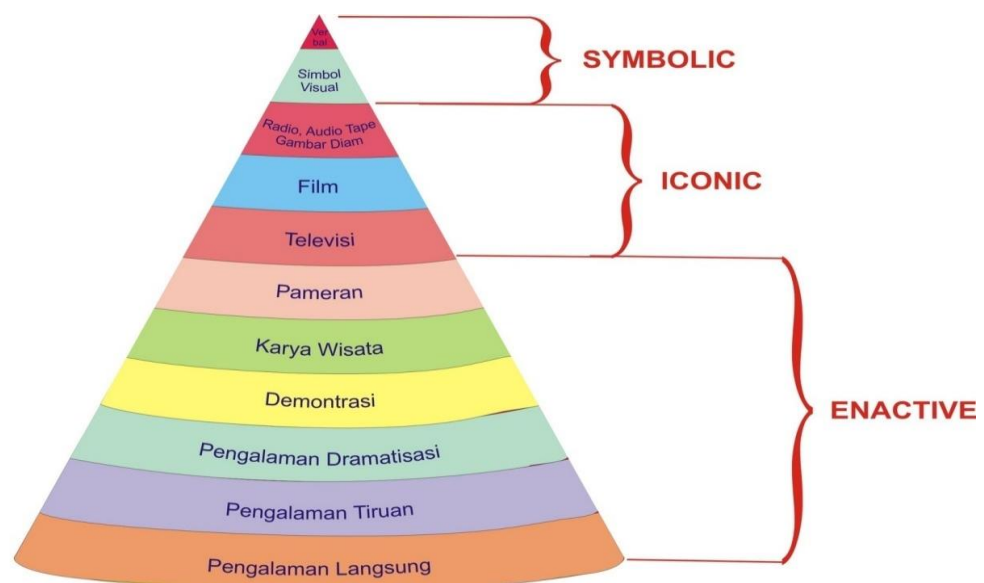 Ver
bal
SYMBOLIC
Simbol
Visual
Radio, Audio Tape
Gambar Diam
ICONIC
Film
Televisi
Pameran
Karya Wisata
Demontrasi
ENACTIVE
Pengalaman Dramatisasi
Pengalaman Tiruan
Pengalaman Langsung